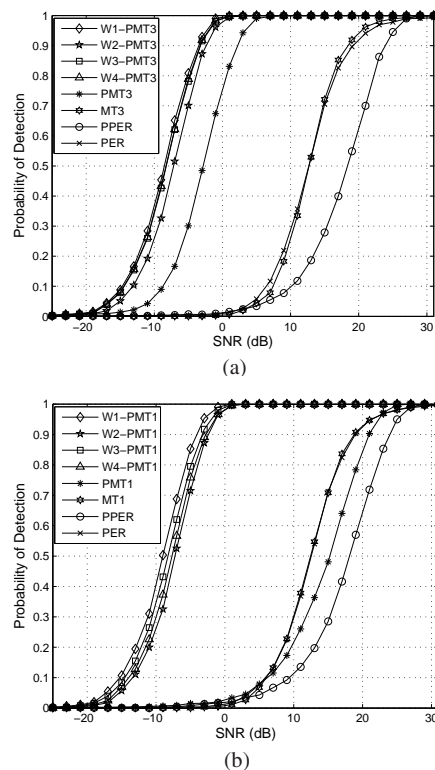 1
0.9
0.8
0.7
0.6
0.5
0.4
0.3
0.2
0.1
0
Probability of Detection
W1−PMT3
W2−PMT3
W3−PMT3
W4−PMT3
PMT3
MT3
PPER
PER
−20 −10 0 10 20 30
SNR (dB)
(a)
1
0.9
0.8
0.7
0.6
0.5
0.4
0.3
0.2
0.1
0
Probability of Detection
W1−PMT1
W2−PMT1
W3−PMT1
W4−PMT1
PMT1
MT1
PPER
PER
−20 −10 0 10 20 30
SNR (dB)
(b)